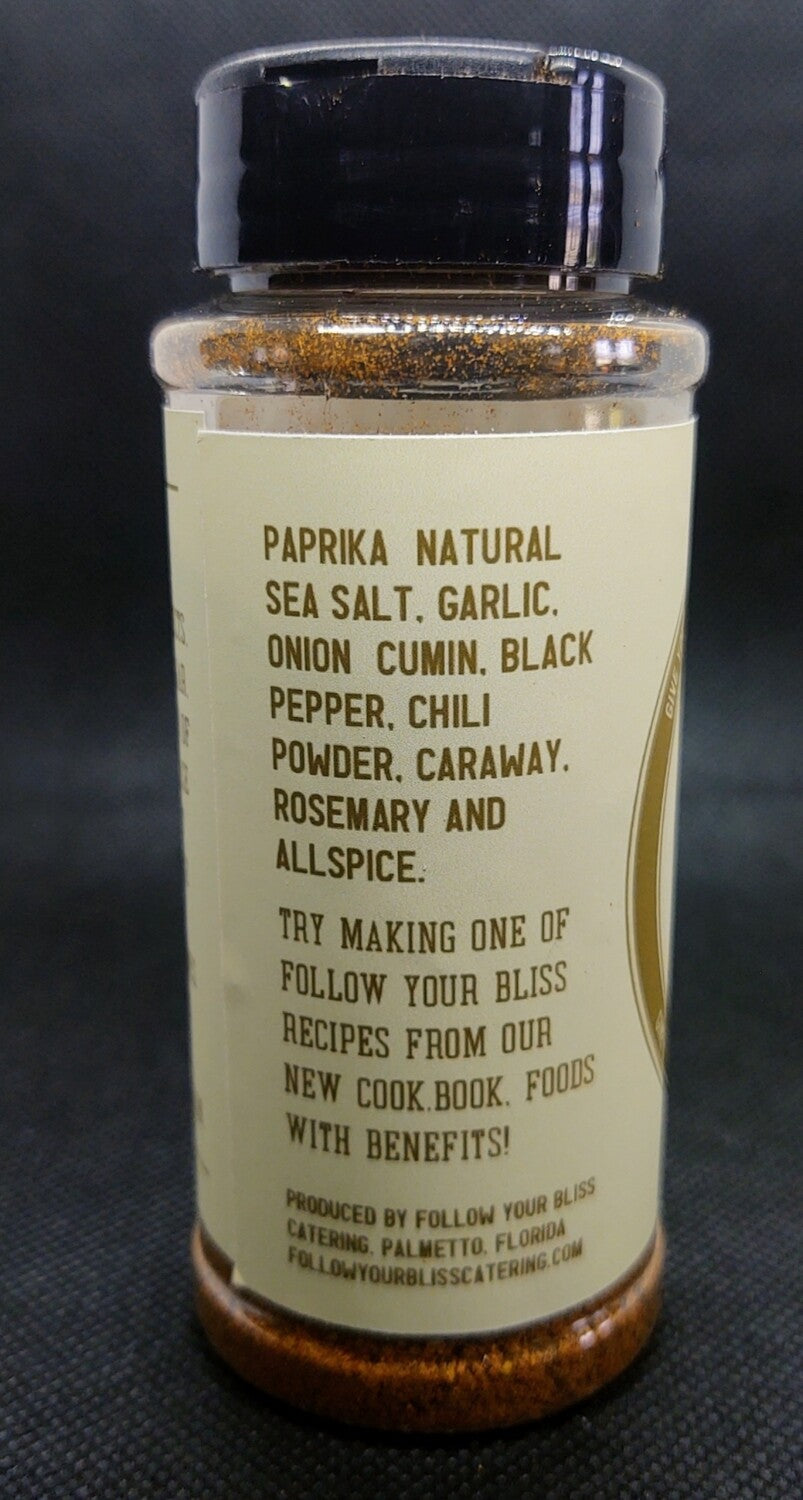 PAPRIKA NATURAL
SEA SALT, GARLIC,
ONION CUMIN, BLACK
PEPPER, CHILI
POWDER, CARAWAY,
ROSEMARY AND
ALLSPICE.
TRY MAKING ONE OF
FOLLOW YOUR BLISS
RECIPES FROM OUR
NEW COOK.BOOK. FOODS
WITH BENEFITS!
PRODUCED BY FOLLOW YOUR BLISS
CATERING. PALMETTO. FLORIDA
FOLLOWYOURBLISSCATERING.COM